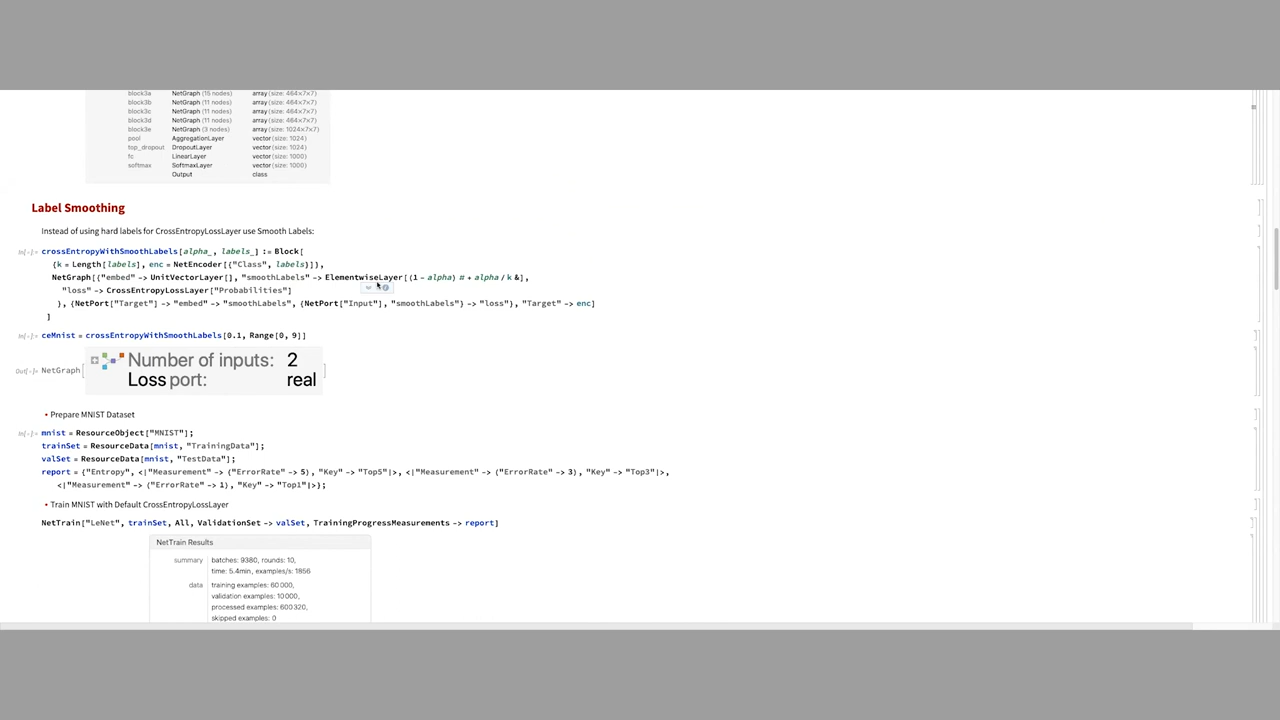 block3a NetGraph (15 nodes) array (size: 464×7×7)
block3b NetGraph (11 nodes) array (size: 464×7×7)
block3c NetGraph (11 nodes) array (size: 464×7×7)
block3d NetGraph (11 nodes) array (size: 464×7×7)
block3e NetGraph (3 nodes) array (size: 1024×7×7)
pool AggregationLayer vector (size: 1024)
top_dropout DropoutLayer vector (size: 1024)
fc LinearLayer vector (size: 1000)
softmax SoftmaxLayer vector (size: 1000)
Output class
Label Smoothing
Instead of using hard labels for CrossEntropyLossLayer use Smooth Labels:
In[•]:= crossEntropyWithSmoothLabels[alpha_, labels_] := Block[
{k = Length[labels], enc = NetEncoder[{"Class", labels}]},
NetGraph[{"embed" -> UnitVectorLayer[], "smoothLabels" -> ElementwiseLayer[(1 - alpha) # + alpha / k &],
"loss" -> CrossEntropyLossLayer["Probabilities"]
}, {NetPort["Target"] -> "embed" -> "smoothLabels", {NetPort["Input"], "smoothLabels"} -> "loss"}, "Target" -> enc]
]
In[•]:= ceMnist = crossEntropyWithSmoothLabels[0.1, Range[0, 9]]
Out[•]= NetGraph[ Number of inputs: 2
Loss port: real ]
• Prepare MNIST Dataset
In[•]:= mnist = ResourceObject["MNIST"];
trainSet = ResourceData[mnist, "TrainingData"];
valSet = ResourceData[mnist, "TestData"];
report = {"Entropy", <|"Measurement" -> ("ErrorRate" -> 5), "Key" -> "Top5"|>, <|"Measurement" -> ("ErrorRate" -> 3), "Key" -> "Top3"|>,
<|"Measurement" -> ("ErrorRate" -> 1), "Key" -> "Top1"|>};
• Train MNIST with Default CrossEntropyLossLayer
NetTrain["LeNet", trainSet, All, ValidationSet -> valSet, TrainingProgressMeasurements -> report]
NetTrain Results
summary batches: 9380, rounds: 10,
time: 5.4min, examples/s: 1856
data training examples: 60 000,
validation examples: 10 000,
processed examples: 600 320,
skipped examples: 0